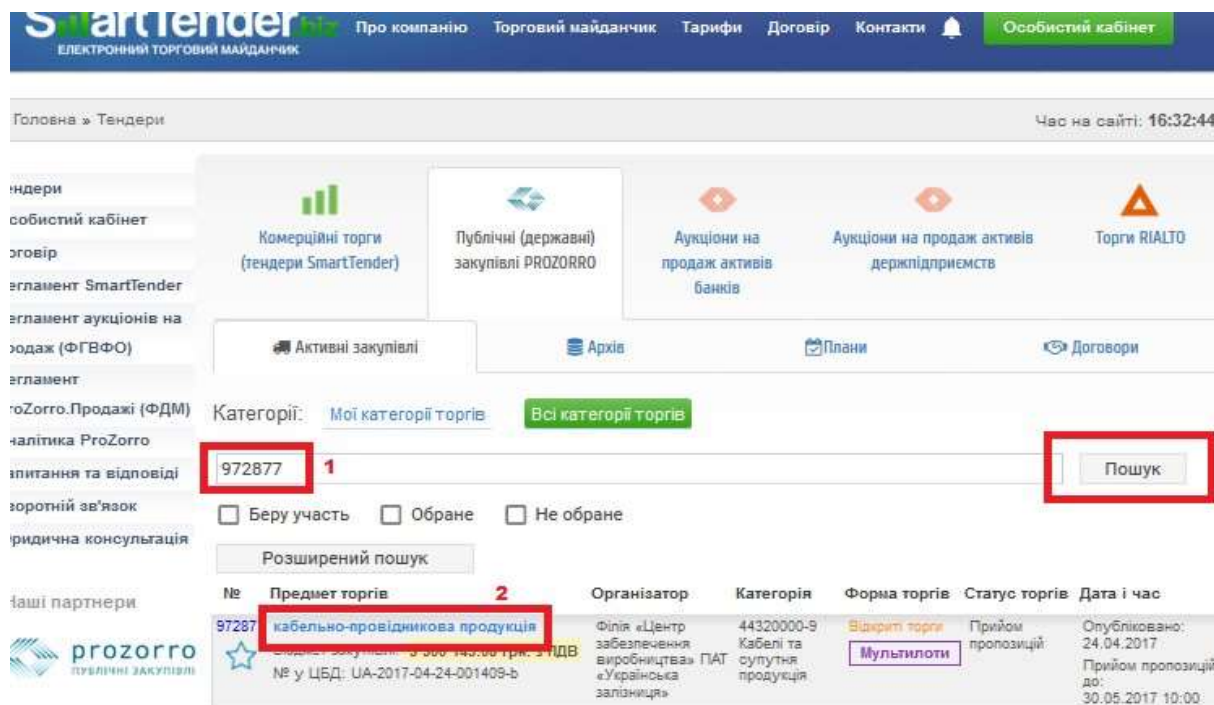 SmartTender.biz
ЕЛЕКТРОННИЙ ТОРГОВИЙ МАЙДАНЧИК
Про компанію Торговий майданчик Тарифи Договір Контакти Особистий кабінет
Головна » Тендери
Час на сайті: 16:32:44
ендери
собистий кабінет
оговір
егламент SmartTender
егламент аукціонів на
родаж (ФГВФО)
егламент
roZorro.Продажі (ФДМ)
наліттика ProZorro
апитання та відповіді
воротній зв'язок
ридична консультація
Наші партнери
prozorro
ПУБЛІЧНІ ЗАКУПІВЛІ
Комерційні торги
(тендери SmartTender)
Публічні (державні)
закупівлі PROZORRO
Аукціони на
продаж активів
банків
Аукціони на продаж активів
держпідприємств
Торги RIALTO
Активні закупівлі Архів Плани Договори
Категорії: Мої категорії торгів Всі категорії торгів
972877 1 Пошук
Беру участь Обране Не обране
Розширений пошук
2
№ Предмет торгів Організатор Категорія Форма торгів Статус торгів Дата і час
97287
кабельно-провідникова продукція
ПДВ
№ у ЦБД: UA-2017-04-24-001409-b
Філія «Центр
забезпечення
виробництва» ПАТ
«Українська
залізниця»
44320000-9
Кабелі та
супутня
продукція
Відкриті торги
Мультилоти
Прийом
пропозицій
Опубліковано:
24.04.2017
Прийом пропозицій
до:
30.05.2017 10:00